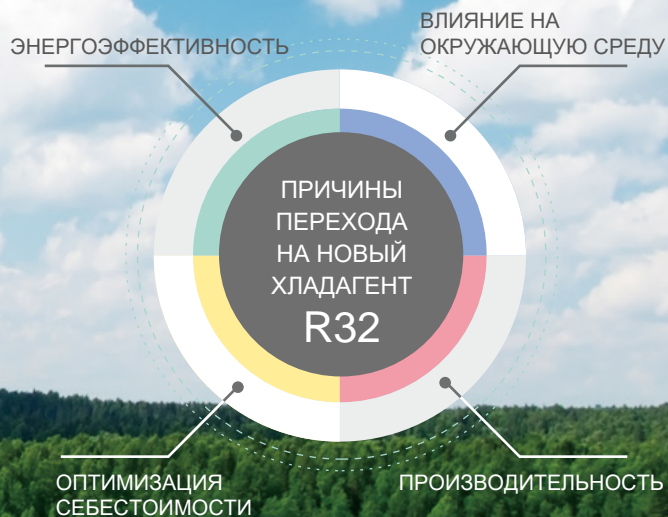 ЭНЕРГОЭФФЕКТИВНОСТЬ
ВЛИЯНИЕ НА
ОКРУЖАЮЩУЮ СРЕДУ
ПРИЧИНЫ
ПЕРЕХОДА
НА НОВЫЙ
ХЛАДАГЕНТ
R32
ОПТИМИЗАЦИЯ
СЕБЕСТОИМОСТИ
ПРОИЗВОДИТЕЛЬНОСТЬ